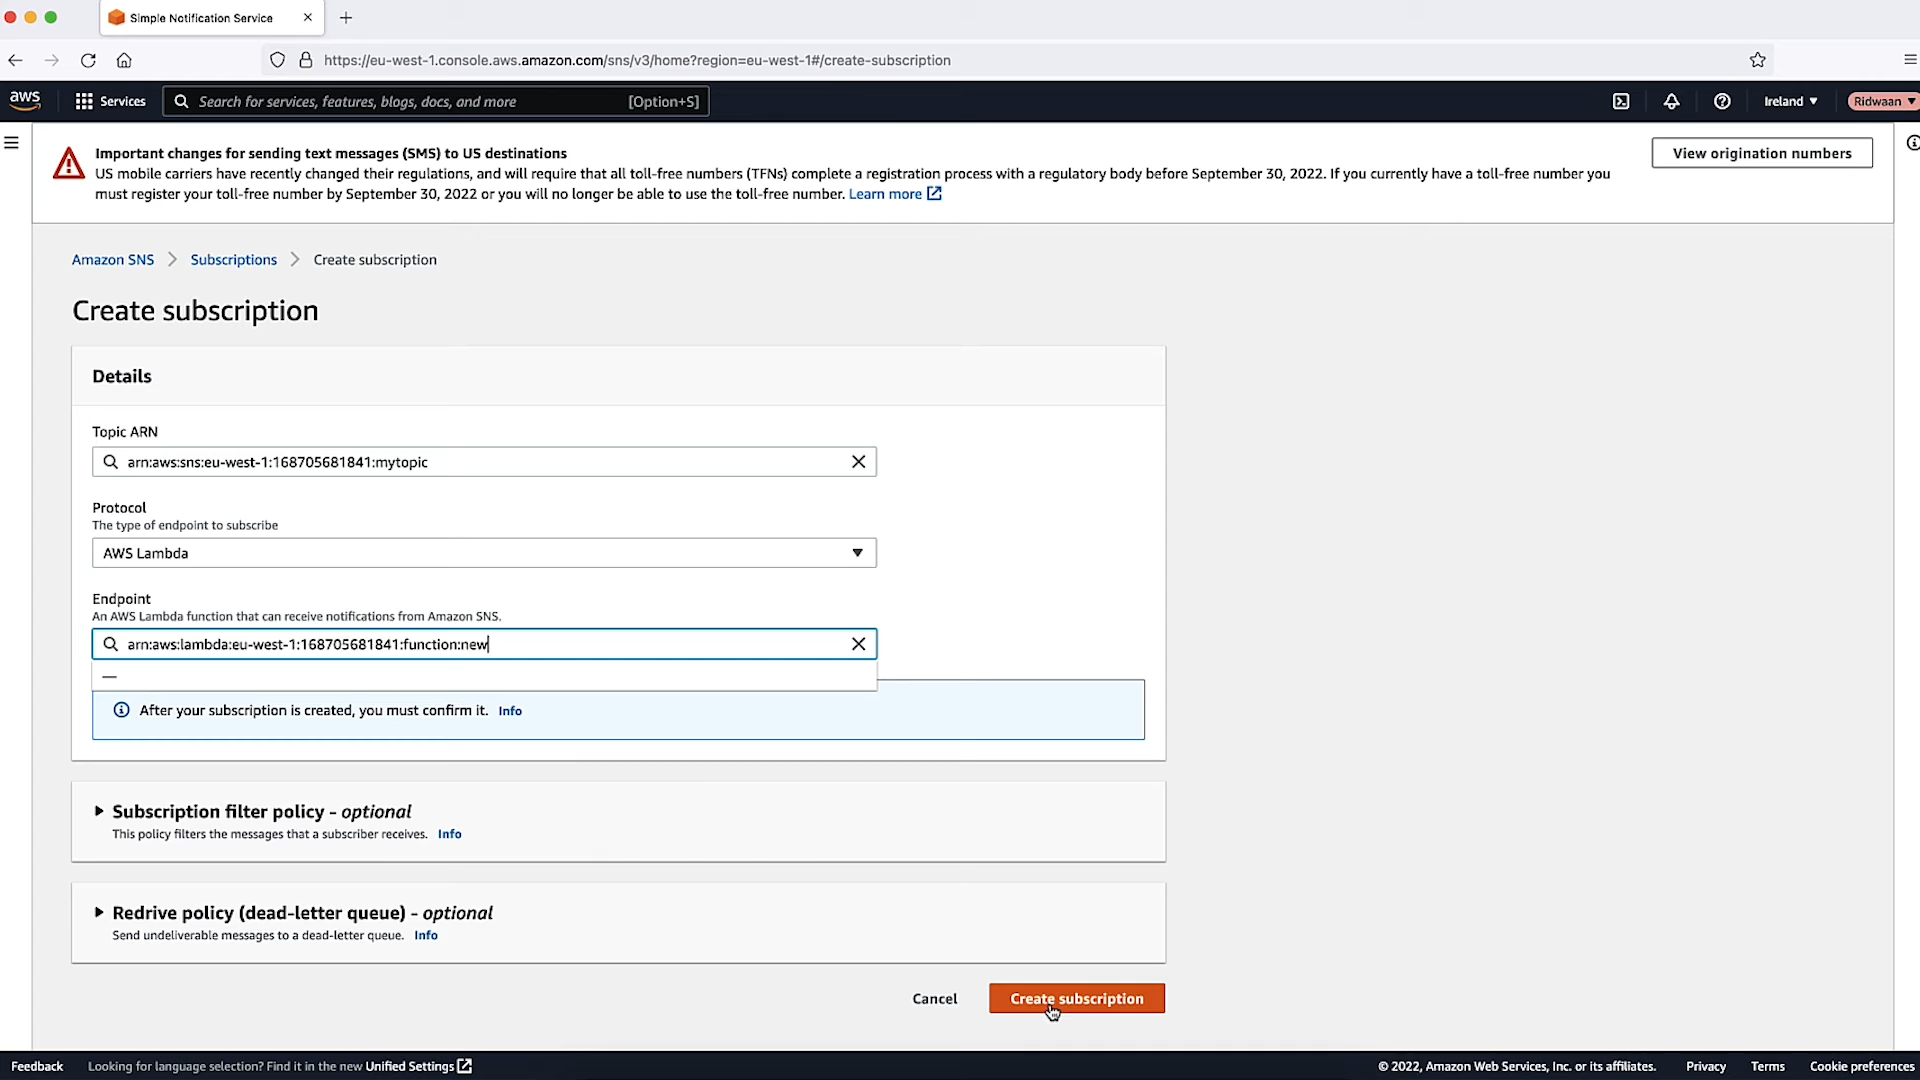 Simple Notification Service
https://eu-west-1.console.aws.amazon.com/sns/v3/home?region=eu-west-1#/create-subscription
aws
Services
Search for services, features, blogs, docs, and more
[Option+S]
Ireland
Ridwaan
Important changes for sending text messages (SMS) to US destinations
View origination numbers
US mobile carriers have recently changed their regulations, and will require that all toll-free numbers (TFNs) complete a registration process with a regulatory body before September 30, 2022. If you currently have a toll-free number you
must register your toll-free number by September 30, 2022 or you will no longer be able to use the toll-free number. Learn more
Amazon SNS
Subscriptions
Create subscription
Create subscription
Details
Topic ARN
arn:aws:sns:eu-west-1:168705681841:mytopic
Protocol
The type of endpoint to subscribe
AWS Lambda
Endpoint
An AWS Lambda function that can receive notifications from Amazon SNS.
arn:aws:lambda:eu-west-1:168705681841:function:new
—
After your subscription is created, you must confirm it. Info
Subscription filter policy - optional
This policy filters the messages that a subscriber receives. Info
Redrive policy (dead-letter queue) - optional
Send undeliverable messages to a dead-letter queue. Info
Cancel
Create subscription
Feedback
Looking for language selection? Find it in the new Unified Settings
© 2022, Amazon Web Services, Inc. or its affiliates.
Privacy
Terms
Cookie preferences